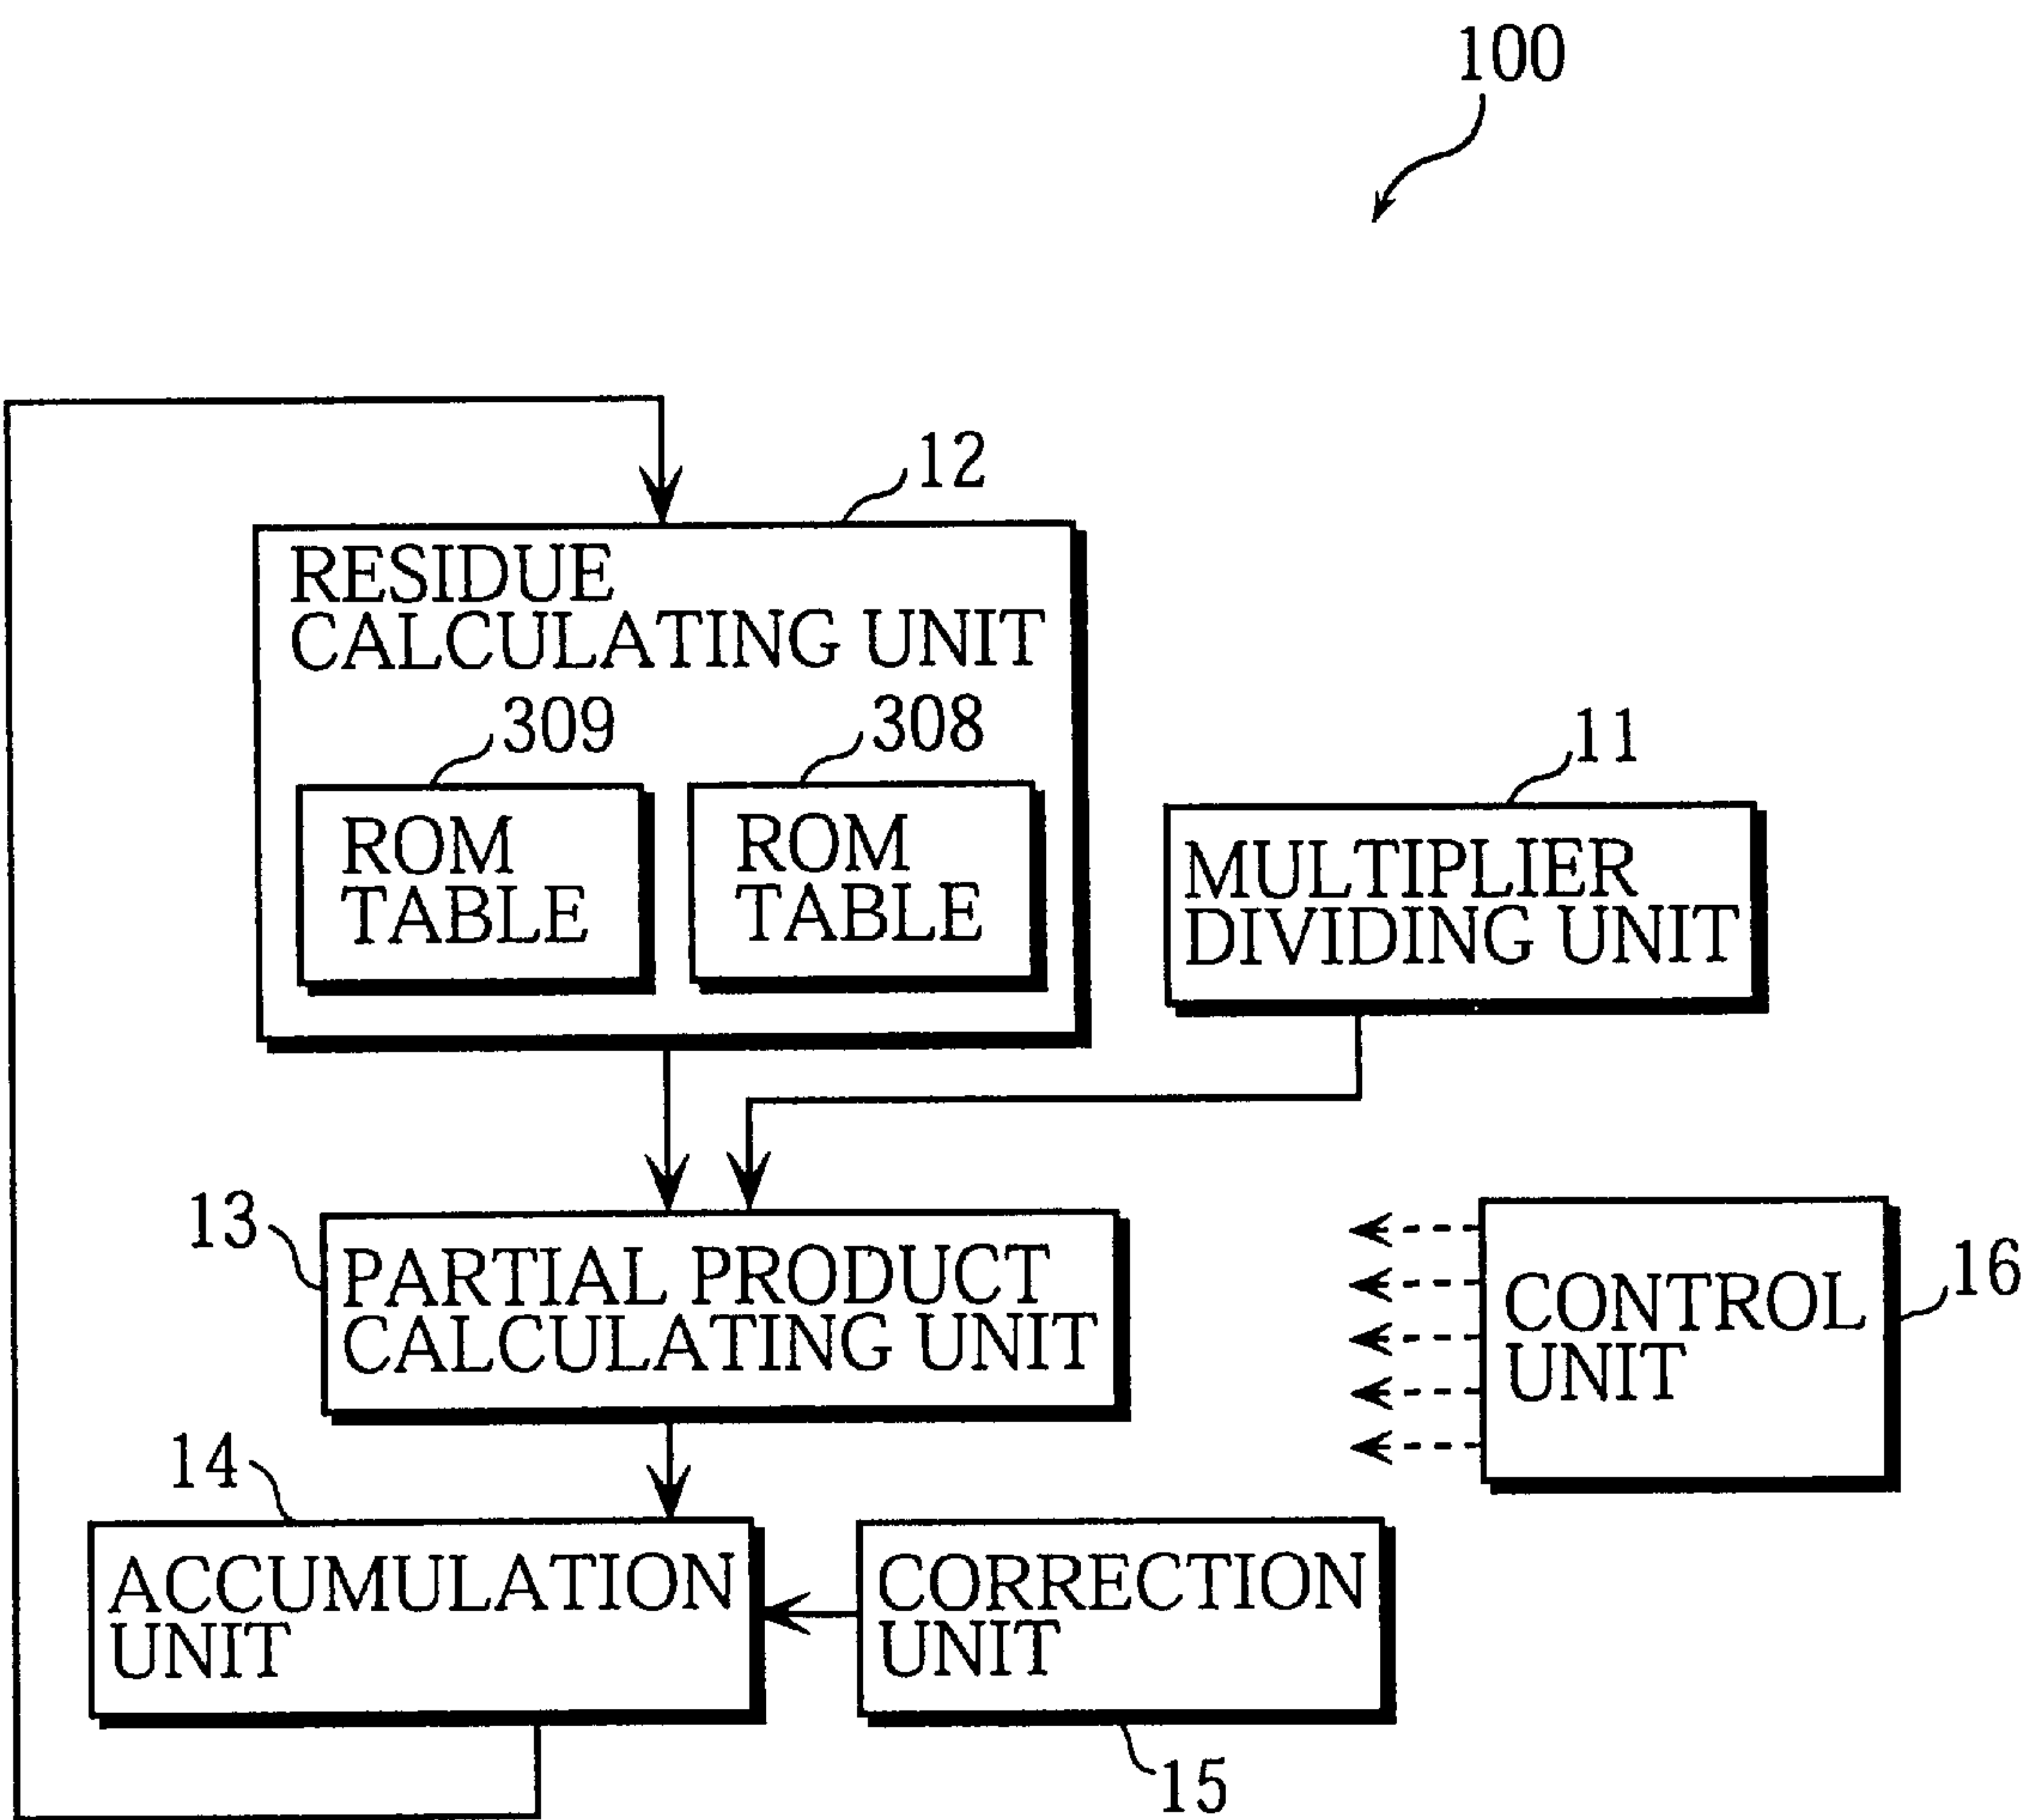 100
12
RESIDUE
CALCULATING UNIT
309
308
ROM
TABLE
ROM
TABLE
11
MULTIPLIER
DIVIDING UNIT
13
PARTIAL PRODUCT
CALCULATING UNIT
CONTROL
UNIT
16
14
ACCUMULATION
UNIT
CORRECTION
UNIT
15